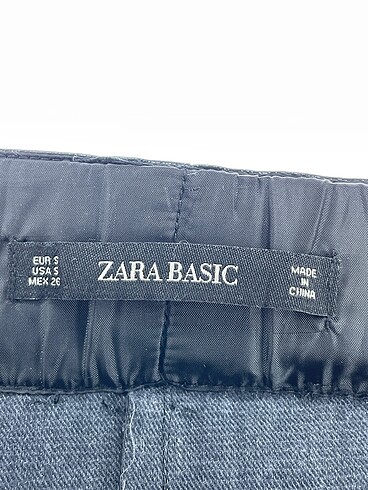 EUR S
USA S
MEX 26
ZARA BASIC
MADE
IN
CHINA